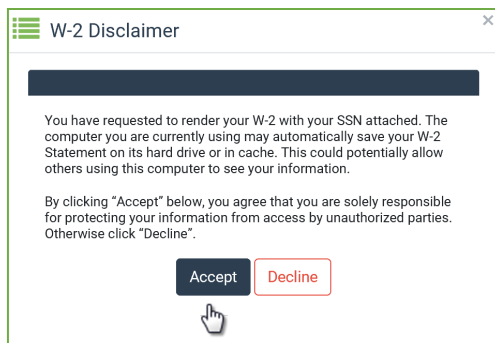 W-2 Disclaimer
×
You have requested to render your W-2 with your SSN attached. The
computer you are currently using may automatically save your W-2
Statement on its hard drive or in cache. This could potentially allow
others using this computer to see your information.
By clicking “Accept” below, you agree that you are solely responsible
for protecting your information from access by unauthorized parties.
Otherwise click “Decline”.
Accept Decline